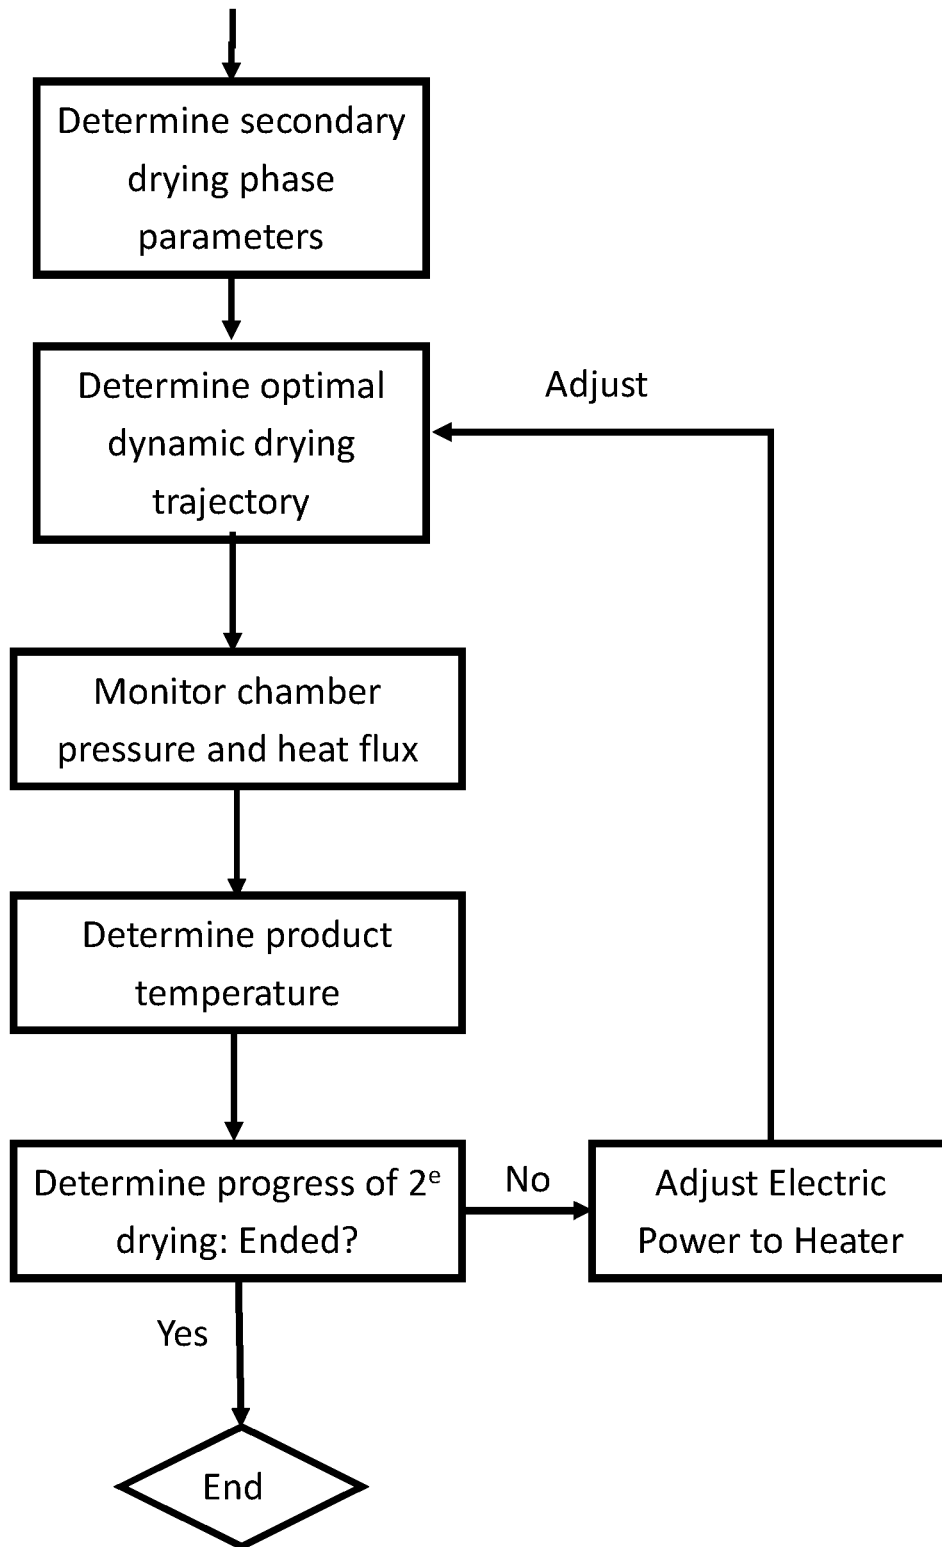 Determine secondary
drying phase
parameters
Determine optimal
dynamic drying
trajectory
Adjust
Monitor chamber
pressure and heat flux
Determine product
temperature
Determine progress of 2ᵉ
drying: Ended?
No
Adjust Electric
Power to Heater
Yes
End